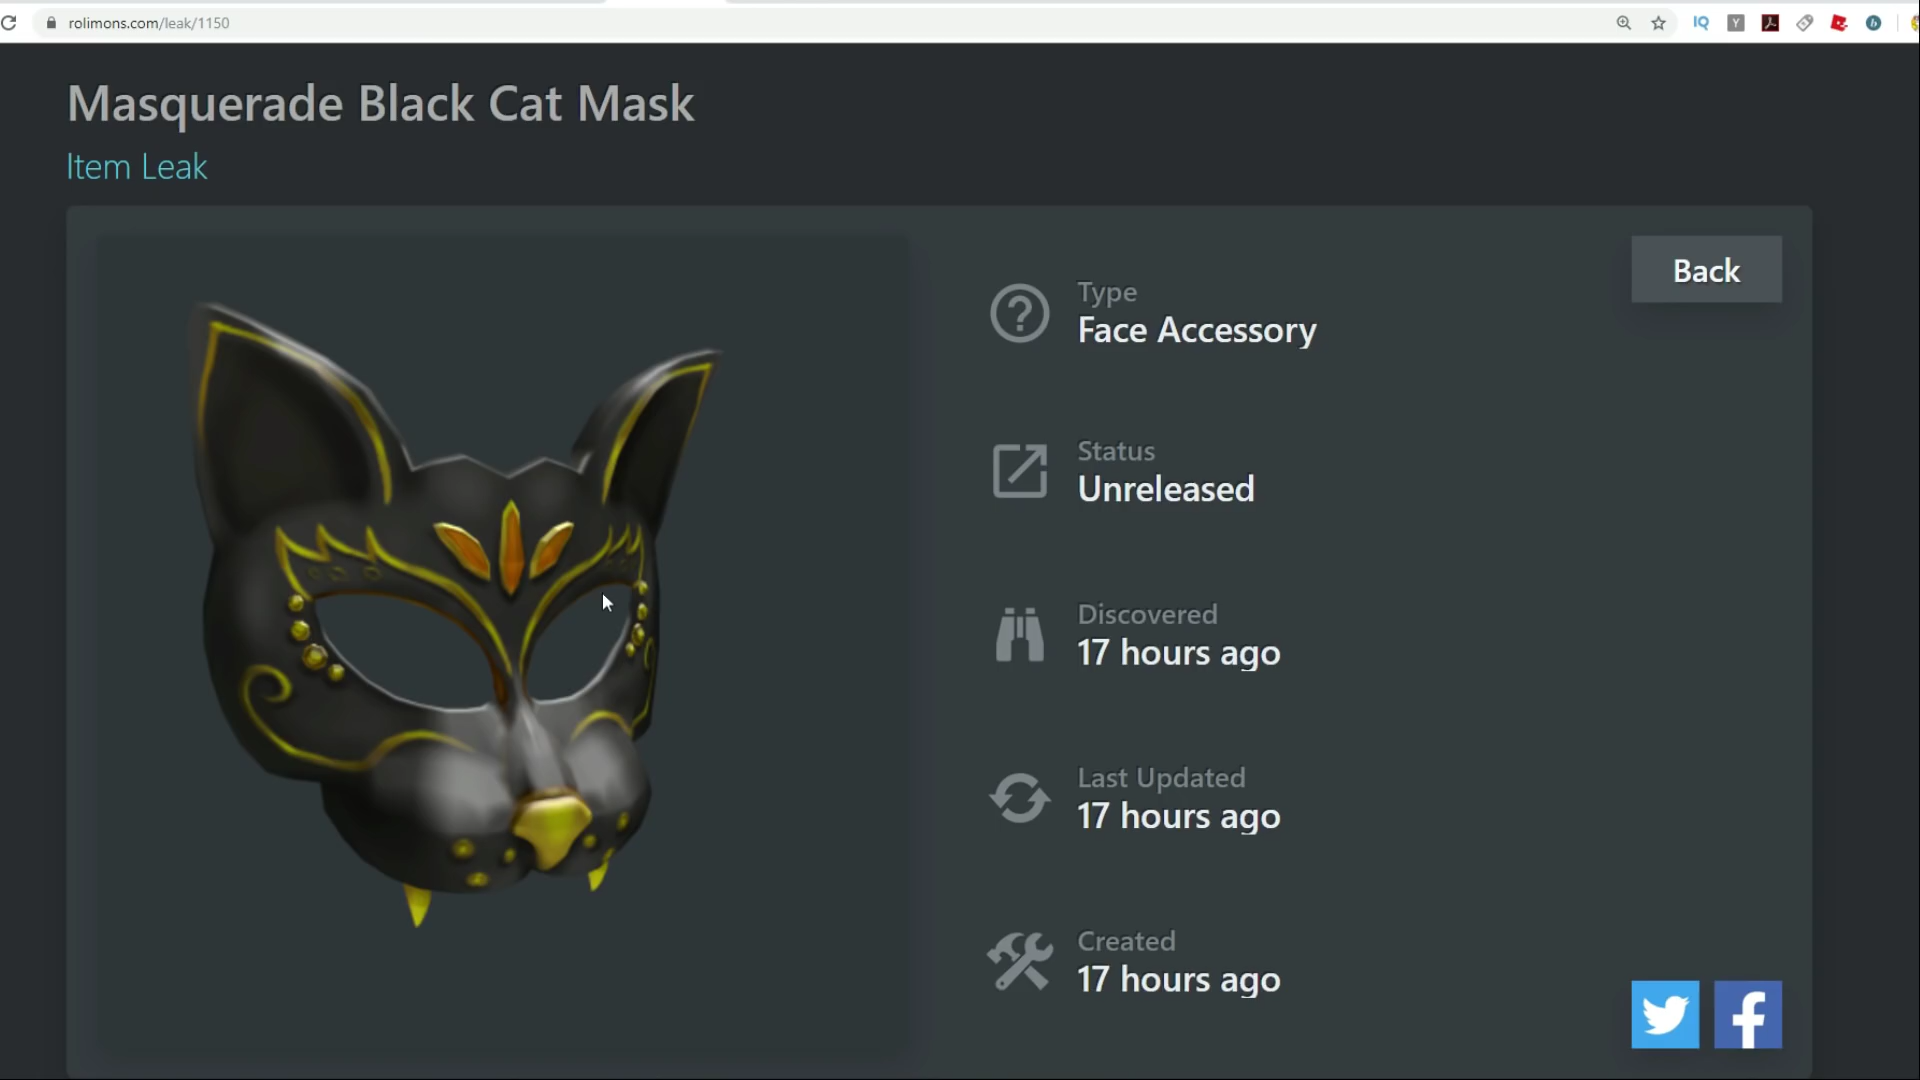 rolimons.com/leak/1150
IQ
Y
b
Masquerade Black Cat Mask
Item Leak
Back
Type
Face Accessory
Status
Unreleased
Discovered
17 hours ago
Last Updated
17 hours ago
Created
17 hours ago